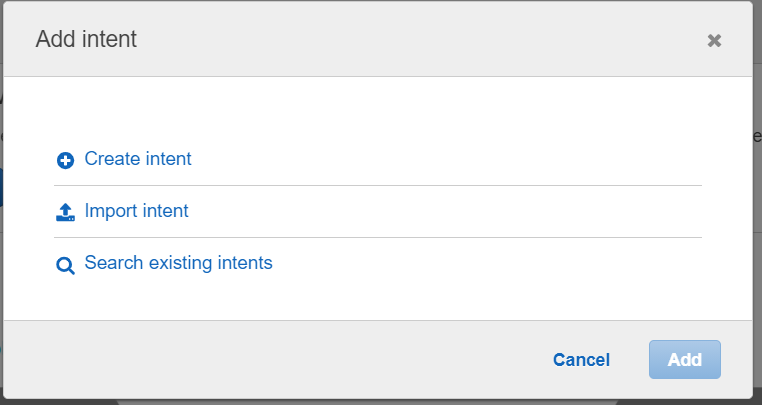 Add intent
Create intent
Import intent
Search existing intents
Cancel
Add